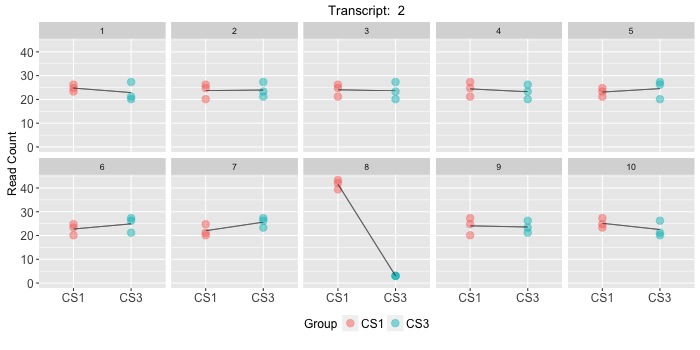 Transcript: 2
1 2 3 4 5
40
30
20
10
0
6 7 8 9 10
40
30
20
10
0
Read Count
CS1 CS3 CS1 CS3 CS1 CS3 CS1 CS3 CS1 CS3
Group CS1 CS3